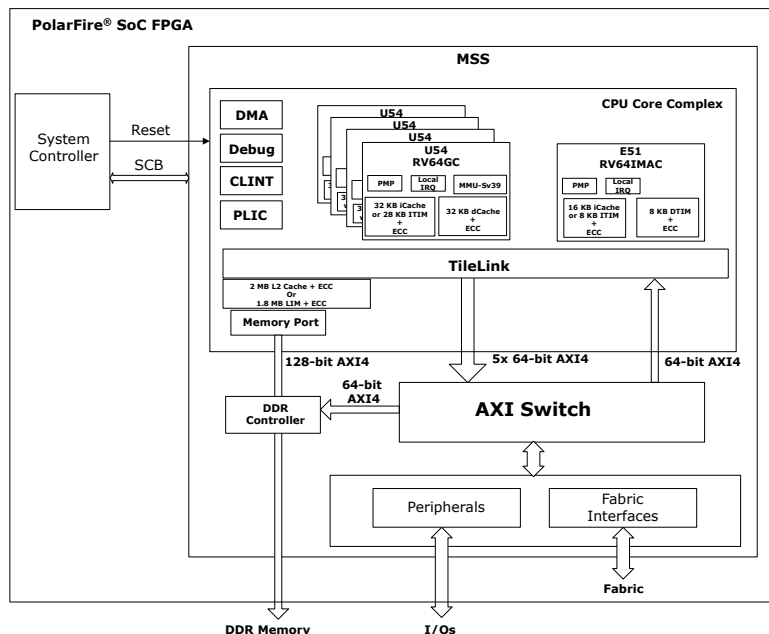 PolarFire® SoC FPGA
MSS
CPU Core Complex
System
Controller
Reset
SCB
DMA
Debug
CLINT
PLIC
U54
U54
U54
U54
RV64GC
PMP
Local
IRQ
MMU-Sv39
32 KB iCache
or 28 KB ITIM
+
ECC
32 KB dCache
+
ECC
E51
RV64IMAC
PMP
Local
IRQ
16 KB iCache
or 8 KB ITIM
+
ECC
8 KB DTIM
+
ECC
TileLink
2 MB L2 Cache + ECC
Or
1.8 MB LIM + ECC
Memory Port
128-bit AXI4
5x 64-bit AXI4
64-bit AXI4
64-bit
AXI4
DDR
Controller
AXI Switch
Peripherals
Fabric
Interfaces
Fabric
DDR Memory
I/Os